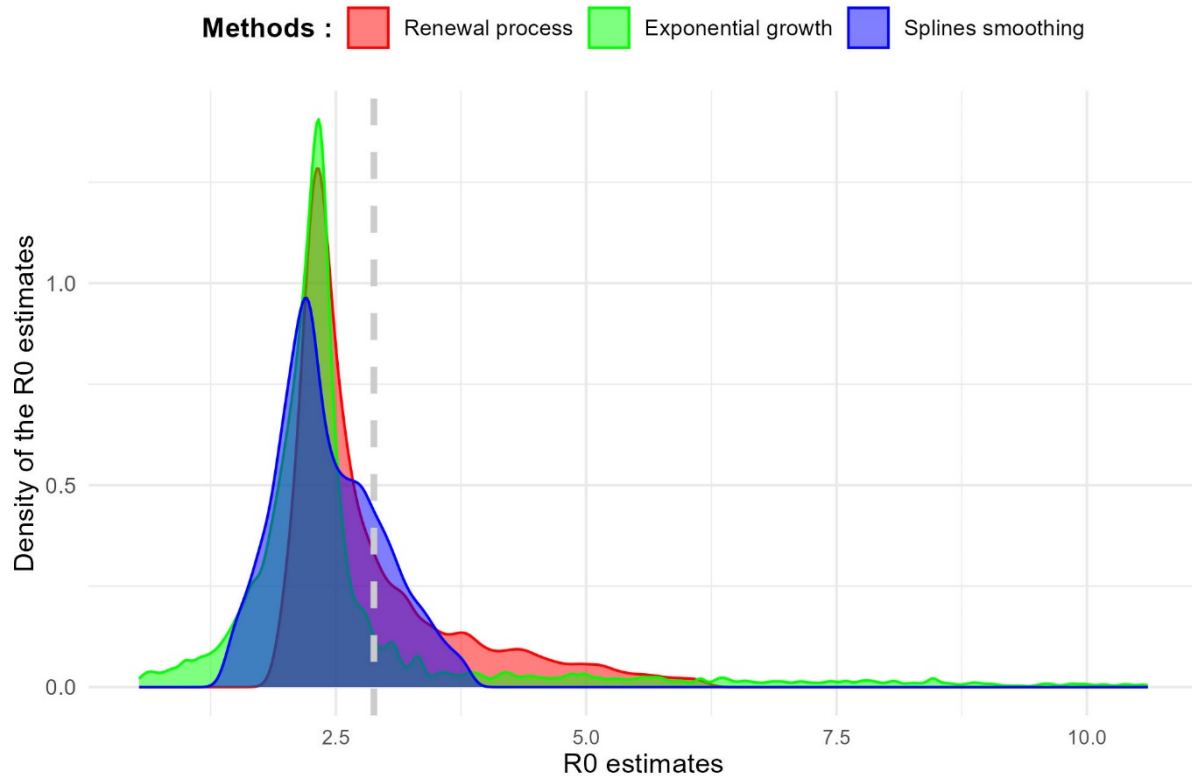 Methods : Renewal process Exponential growth Splines smoothing
Density of the R0 estimates
1.0
0.5
0.0
2.5 5.0 7.5 10.0
R0 estimates